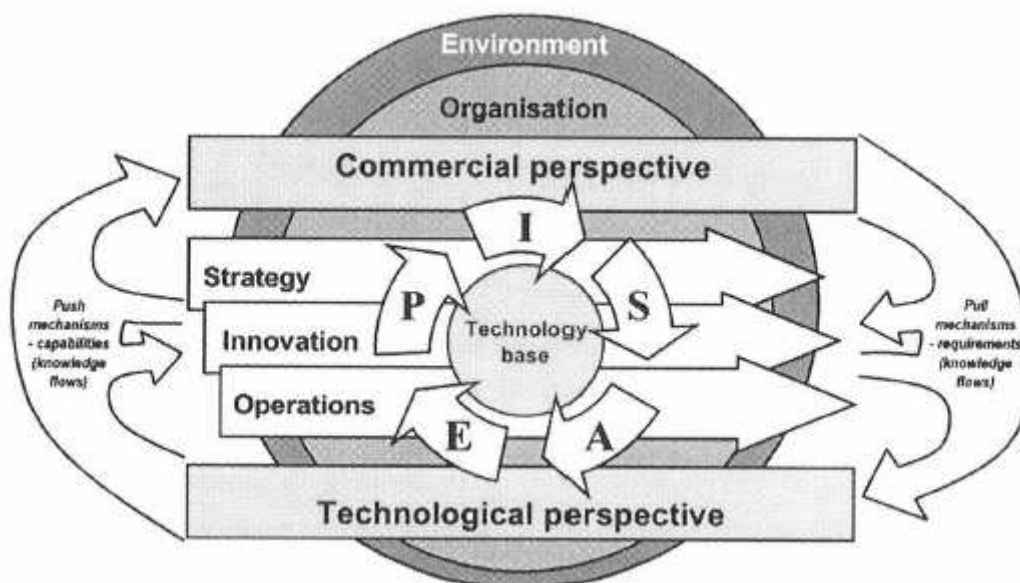 Environment
Organisation
Commercial perspective
I
Strategy
P
S
Push
mechanisms
- capabilities
(knowledge
flows)
Innovation
Technology
base
Pull
mechanisms
- requirements
(knowledge
flows)
Operations
E
A
Technological perspective